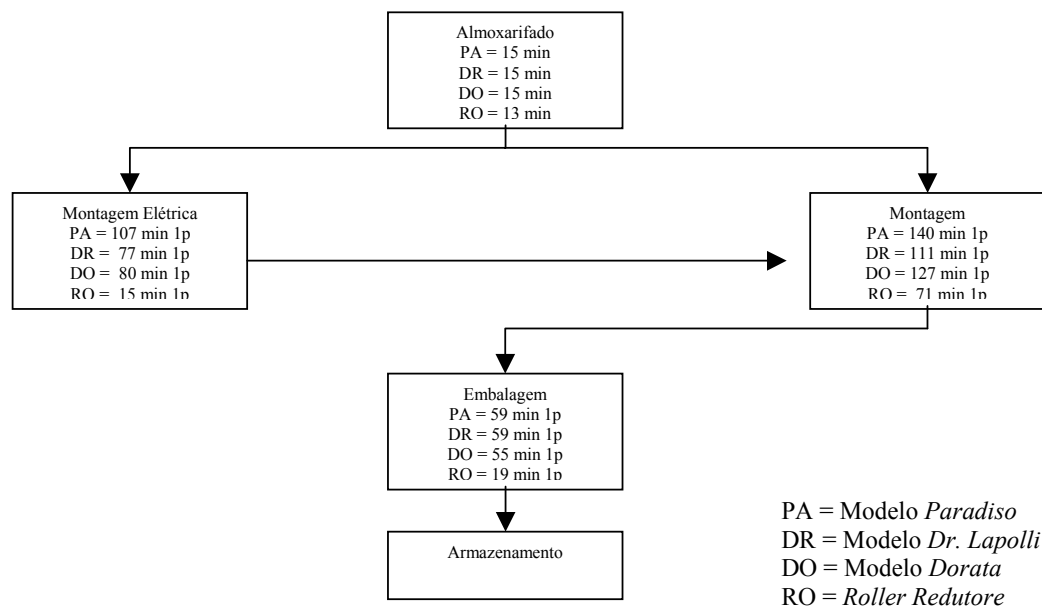 Almoxarifado
PA = 15 min
DR = 15 min
DO = 15 min
RO = 13 min
Montagem Elétrica
PA = 107 min 1p
DR =  77 min 1p
DO =  80 min 1p
RO =  15 min 1p
Montagem
PA = 140 min 1p
DR = 111 min 1p
DO = 127 min 1p
RO =  71 min 1p
Embalagem
PA = 59 min 1p
DR = 59 min 1p
DO = 55 min 1p
RO = 19 min 1p
Armazenamento
PA = Modelo Paradiso
DR = Modelo Dr. Lapolli
DO = Modelo Dorata
RO = Roller Redutore